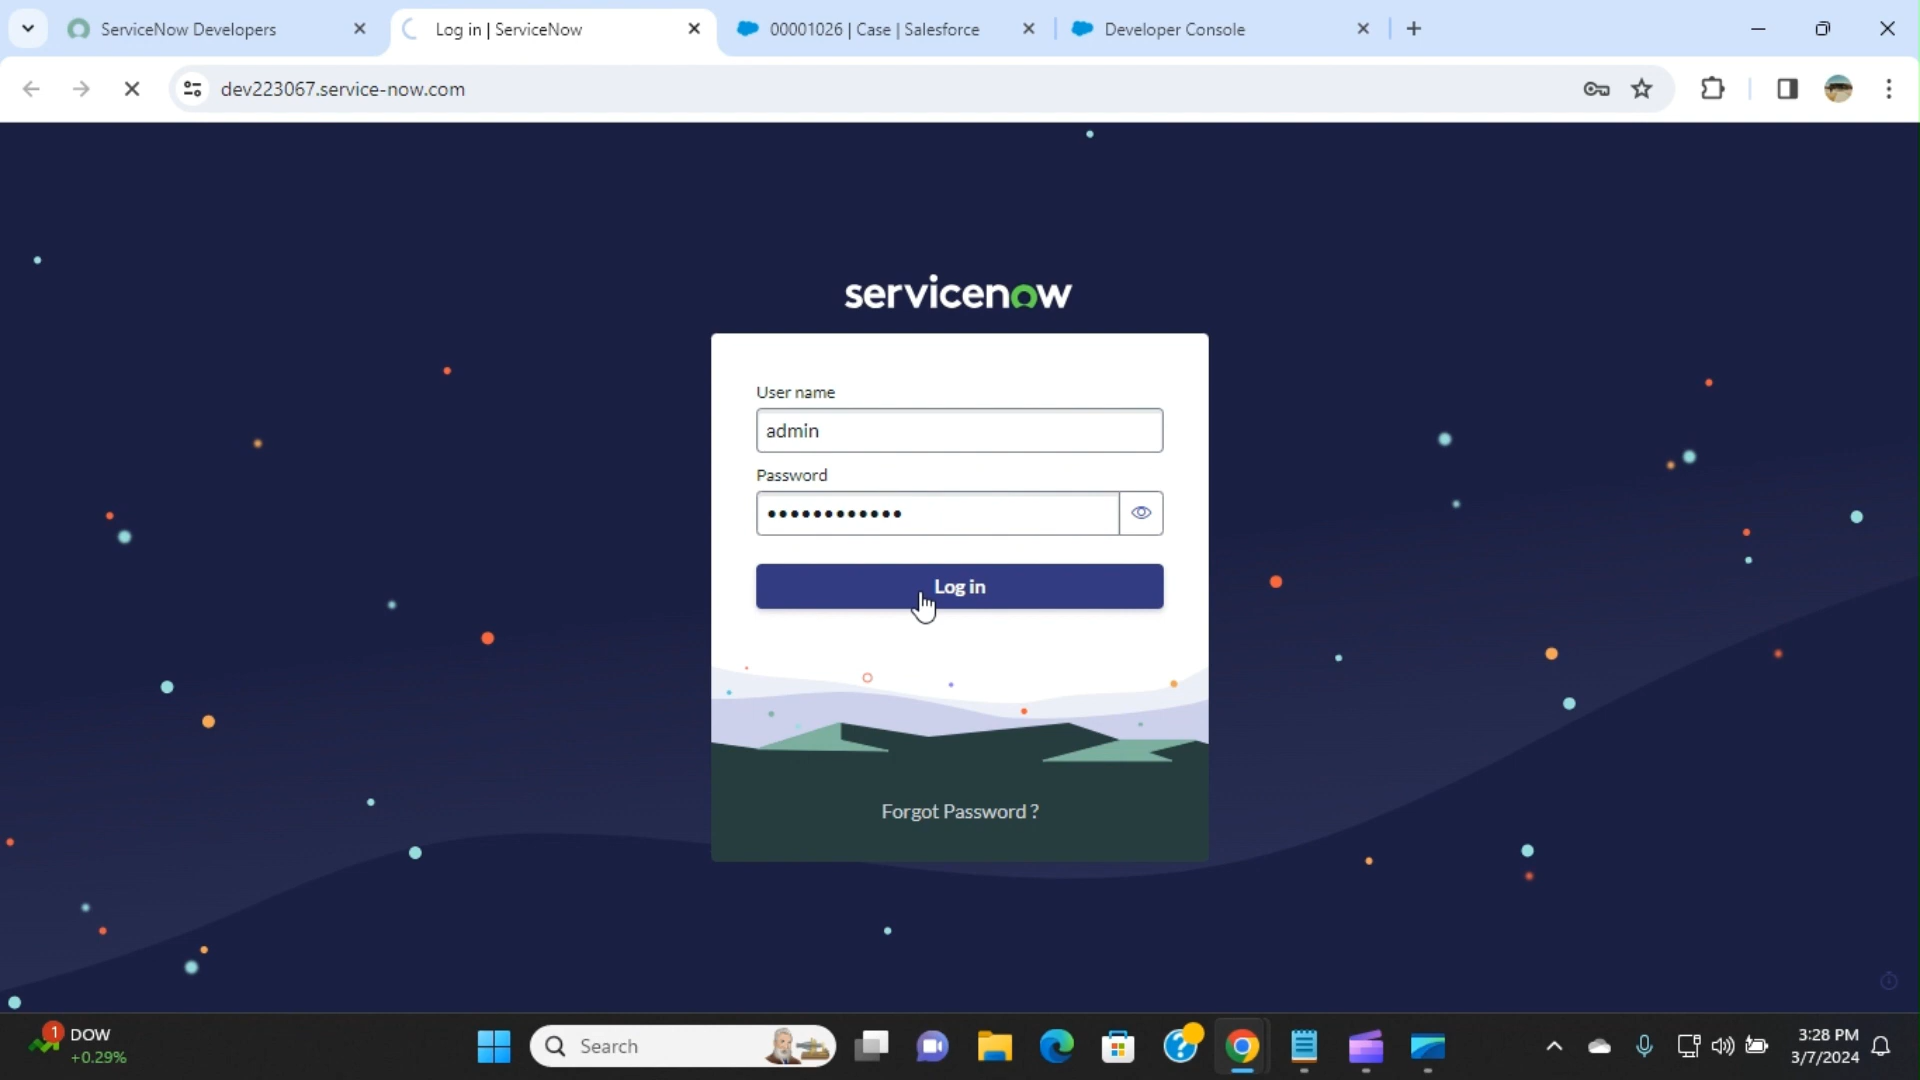 ServiceNow Developers
Log in | ServiceNow
00001026 | Case | Salesforce
Developer Console
dev223067.service-now.com
servicenow
User name
admin
Password
Log in
Forgot Password ?
1
DOW
+0.29%
Search
3:28 PM
3/7/2024